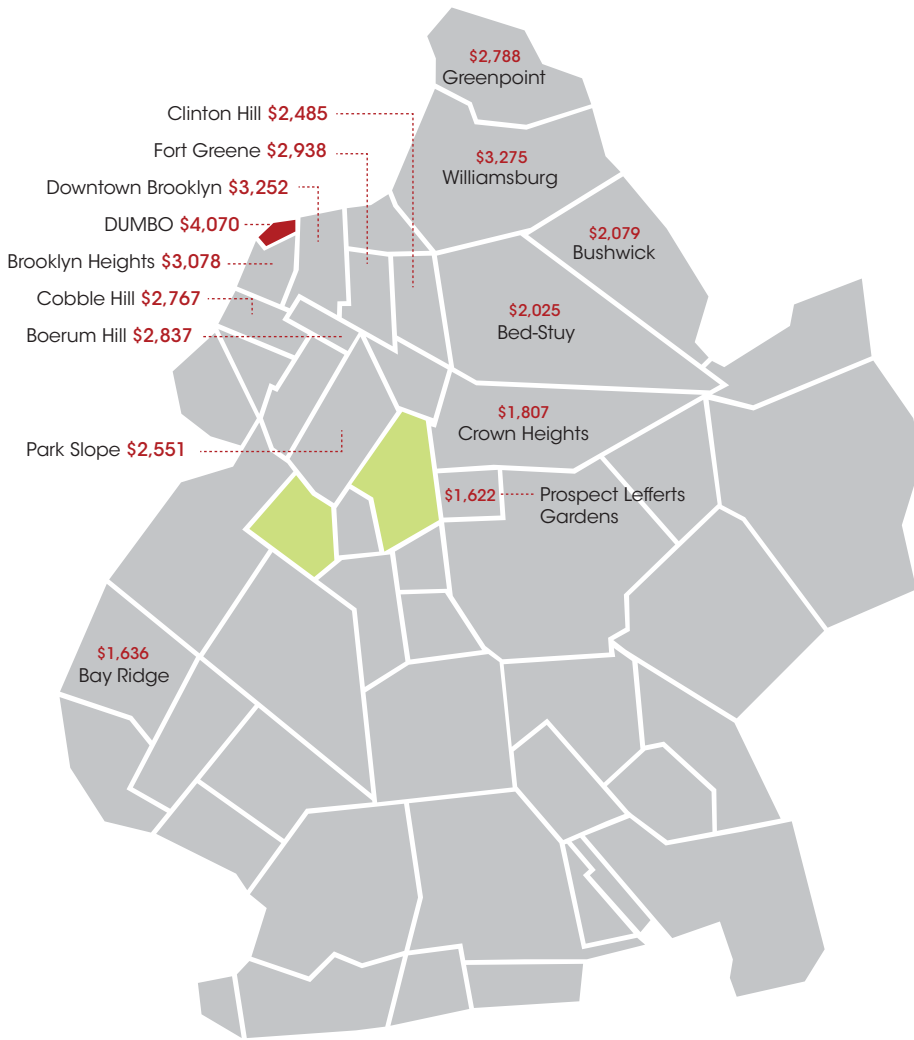 $2,788
Greenpoint
Clinton Hill $2,485
Fort Greene $2,938
$3,275
Williamsburg
Downtown Brooklyn $3,252
DUMBO $4,070
$2,079
Bushwick
Brooklyn Heights $3,078
Cobble Hill $2,767
$2,025
Bed-Stuy
Boerum Hill $2,837
$1,807
Crown Heights
Park Slope $2,551
$1,622 Prospect Lefferts
Gardens
$1,636
Bay Ridge